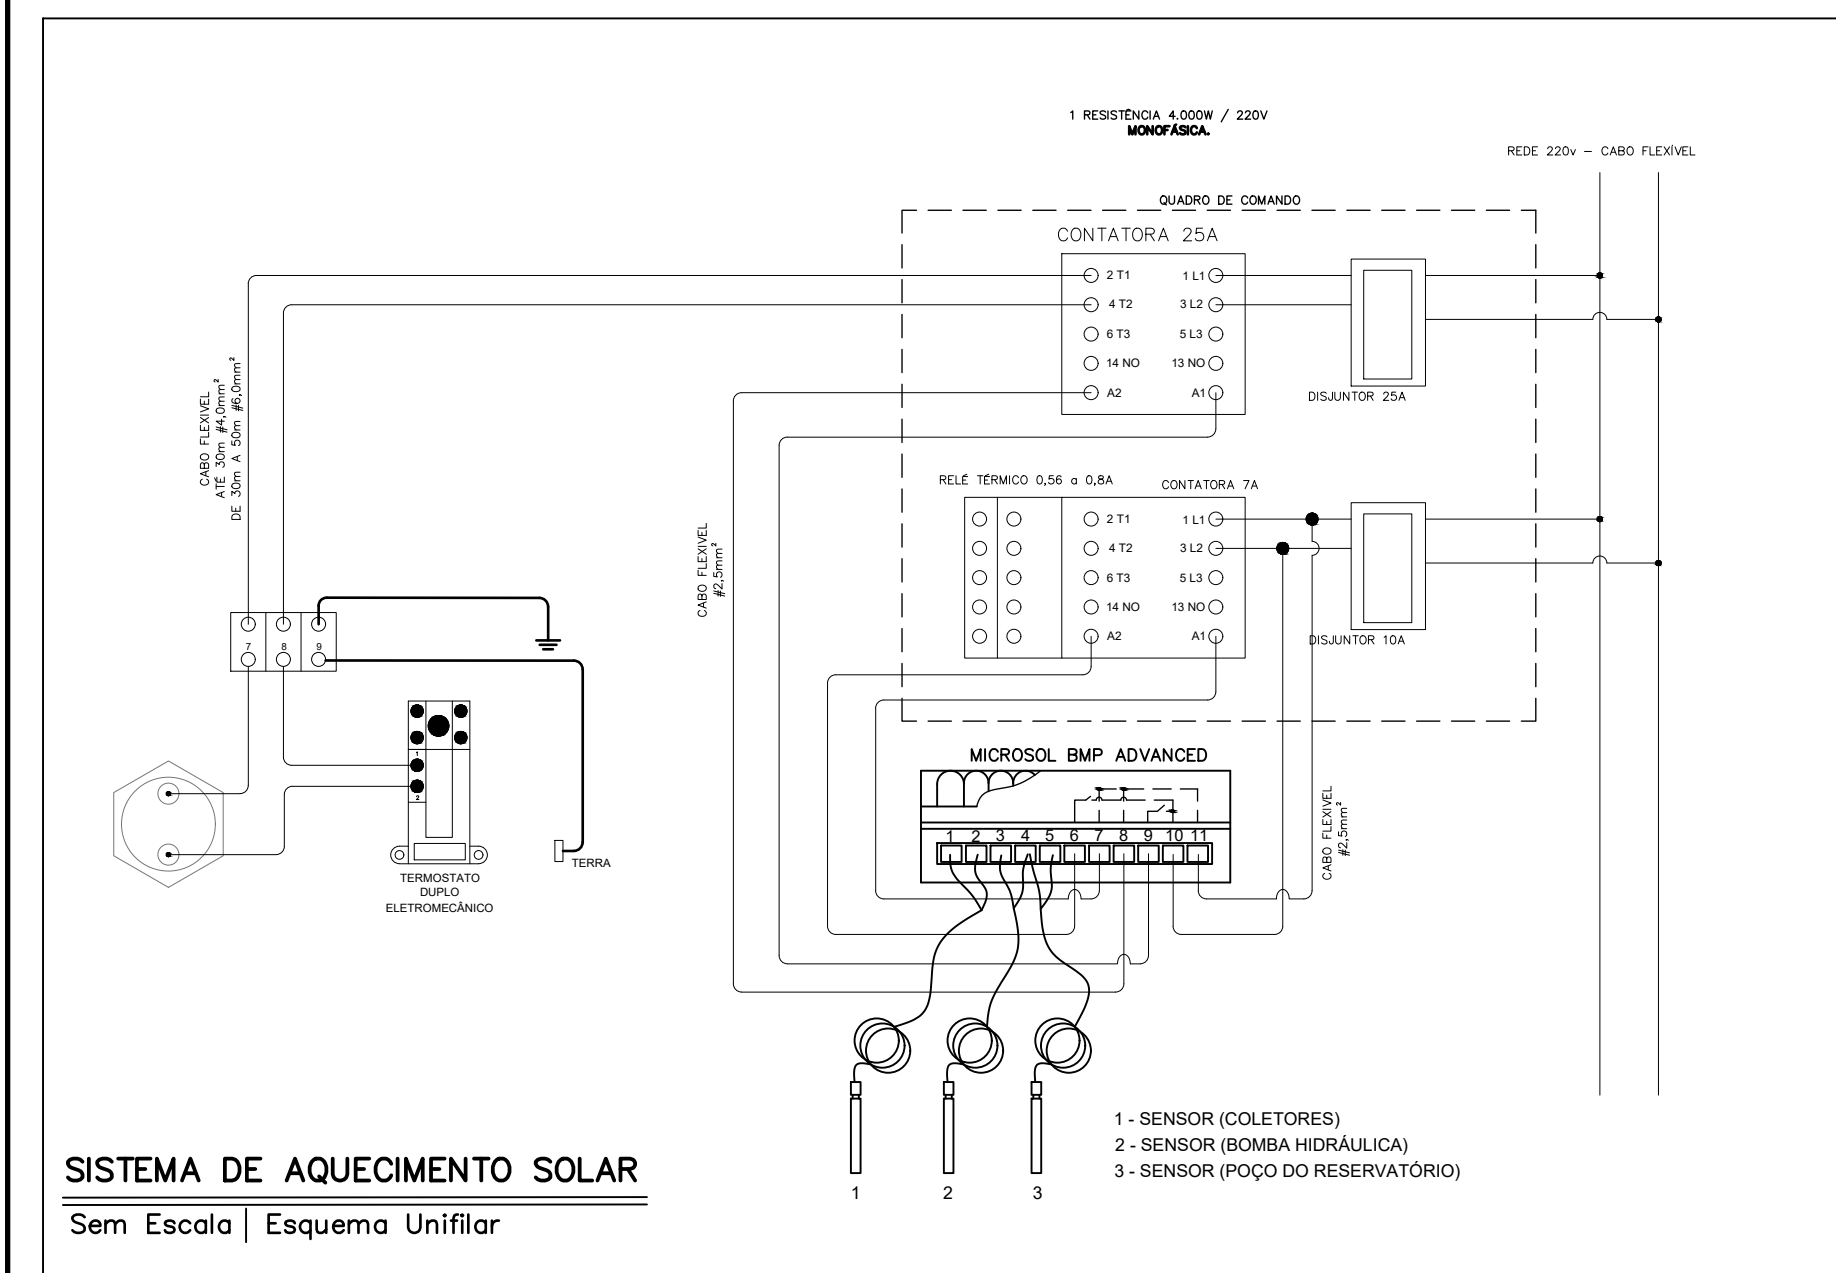 1 RESISTÊNCIA 4.000W / 220V
MONOFÁSICA.
REDE 220v – CABO FLEXÍVEL
QUADRO DE COMANDO
CONTATORA 25A
2 T1 1 L1
4 T2 3 L2
6 T3 5 L3
14 NO 13 NO
A2 A1
DISJUNTOR 25A
CABO FLEXIVEL
ATÉ 30m #4,0mm²
DE 30m A 50m #6,0mm²
RELÉ TÉRMICO 0,56 a 0,8A
CONTATORA 7A
2 T1 1 L1
4 T2 3 L2
6 T3 5 L3
14 NO 13 NO
A2 A1
DISJUNTOR 10A
CABO FLEXIVEL
#2,5mm²
7 8 9
1
2
TERMOSTATO
DUPLO
ELETROMECÂNICO
TERRA
MICROSOL BMP ADVANCED
1 2 3 4 5 6 7 8 9 10 11
CABO FLEXIVEL
#2,5mm²
1 - SENSOR (COLETORES)
2 - SENSOR (BOMBA HIDRÁULICA)
3 - SENSOR (POÇO DO RESERVATÓRIO)
1 2 3
SISTEMA DE AQUECIMENTO SOLAR
Sem Escala | Esquema Unifilar